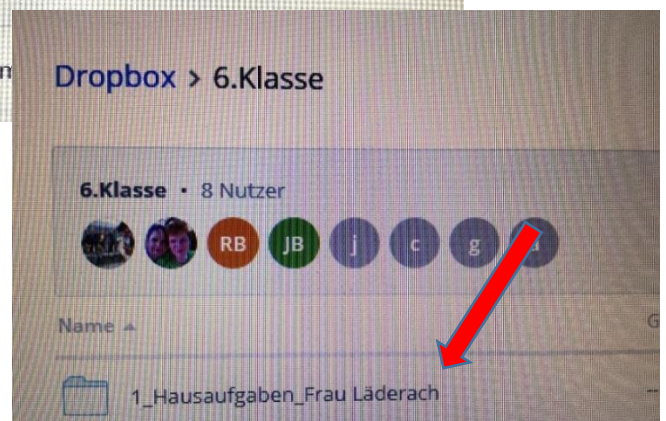 Dropbox > 6.Klasse
6.Klasse • 8 Nutzer
RB JB j c g
Name
G
1_Hausaufgaben_Frau Läderach
--